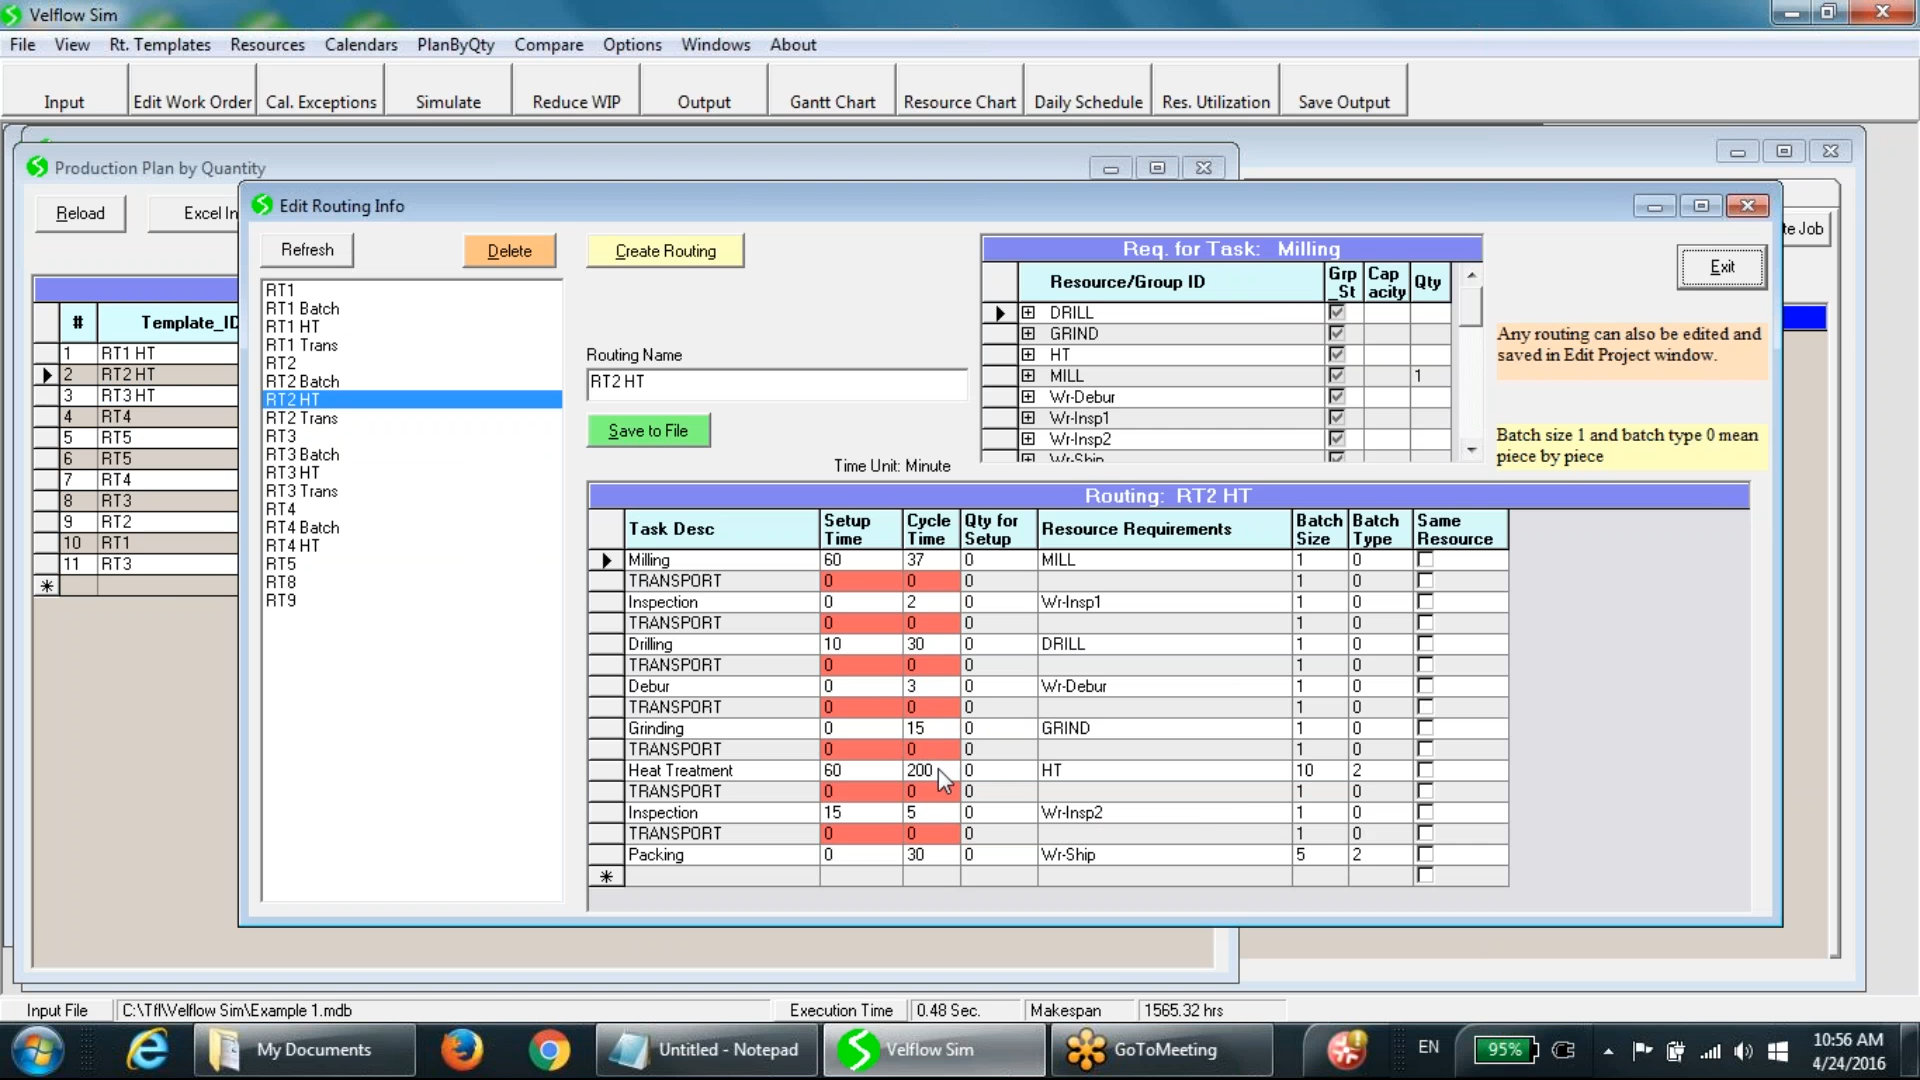 Velflow Sim
File View Rt. Templates Resources Calendars PlanByQty Compare Options Windows About
Input Edit Work Order Cal. Exceptions Simulate Reduce WIP Output Gantt Chart Resource Chart Daily Schedule Res. Utilization Save Output
Production Plan by Quantity
Reload Excel In
te Job
# Template_ID
1 RT1 HT
2 RT2 HT
3 RT3 HT
4 RT4
5 RT5
6 RT5
7 RT4
8 RT3
9 RT2
10 RT1
11 RT3
*
Edit Routing Info
Refresh Delete Create Routing
Exit
RT1
RT1 Batch
RT1 HT
RT1 Trans
RT2
RT2 Batch
RT2 HT
RT2 Trans
RT3
RT3 Batch
RT3 HT
RT3 Trans
RT4
RT4 Batch
RT4 HT
RT5
RT8
RT9
Routing Name
RT2 HT
Save to File
Time Unit: Minute
Req. for Task: Milling
Resource/Group ID Grp_St Capacity Qty
DRILL
GRIND
HT
MILL 1
Wr-Debur
Wr-Insp1
Wr-Insp2
Wr-Ship
Any routing can also be edited and
saved in Edit Project window.
Batch size 1 and batch type 0 mean
piece by piece
Routing: RT2 HT
Task Desc Setup Time Cycle Time Qty for Setup Resource Requirements Batch Size Batch Type Same Resource
Milling 60 37 0 MILL 1 0
TRANSPORT 0 0 0 1 0
Inspection 0 2 0 Wr-Insp1 1 0
TRANSPORT 0 0 0 1 0
Drilling 10 30 0 DRILL 1 0
TRANSPORT 0 0 0 1 0
Debur 0 3 0 Wr-Debur 1 0
TRANSPORT 0 0 0 1 0
Grinding 0 15 0 GRIND 1 0
TRANSPORT 0 0 0 1 0
Heat Treatment 60 200 0 HT 10 2
TRANSPORT 0 0 0 1 0
Inspection 15 5 0 Wr-Insp2 1 0
TRANSPORT 0 0 0 1 0
Packing 0 30 0 Wr-Ship 5 2
*
Input File C:\Tfl\Velflow Sim\Example 1.mdb Execution Time 0.48 Sec. Makespan 1565.32 hrs
My Documents Untitled - Notepad Velflow Sim GoToMeeting EN 95% 10:56 AM
4/24/2016